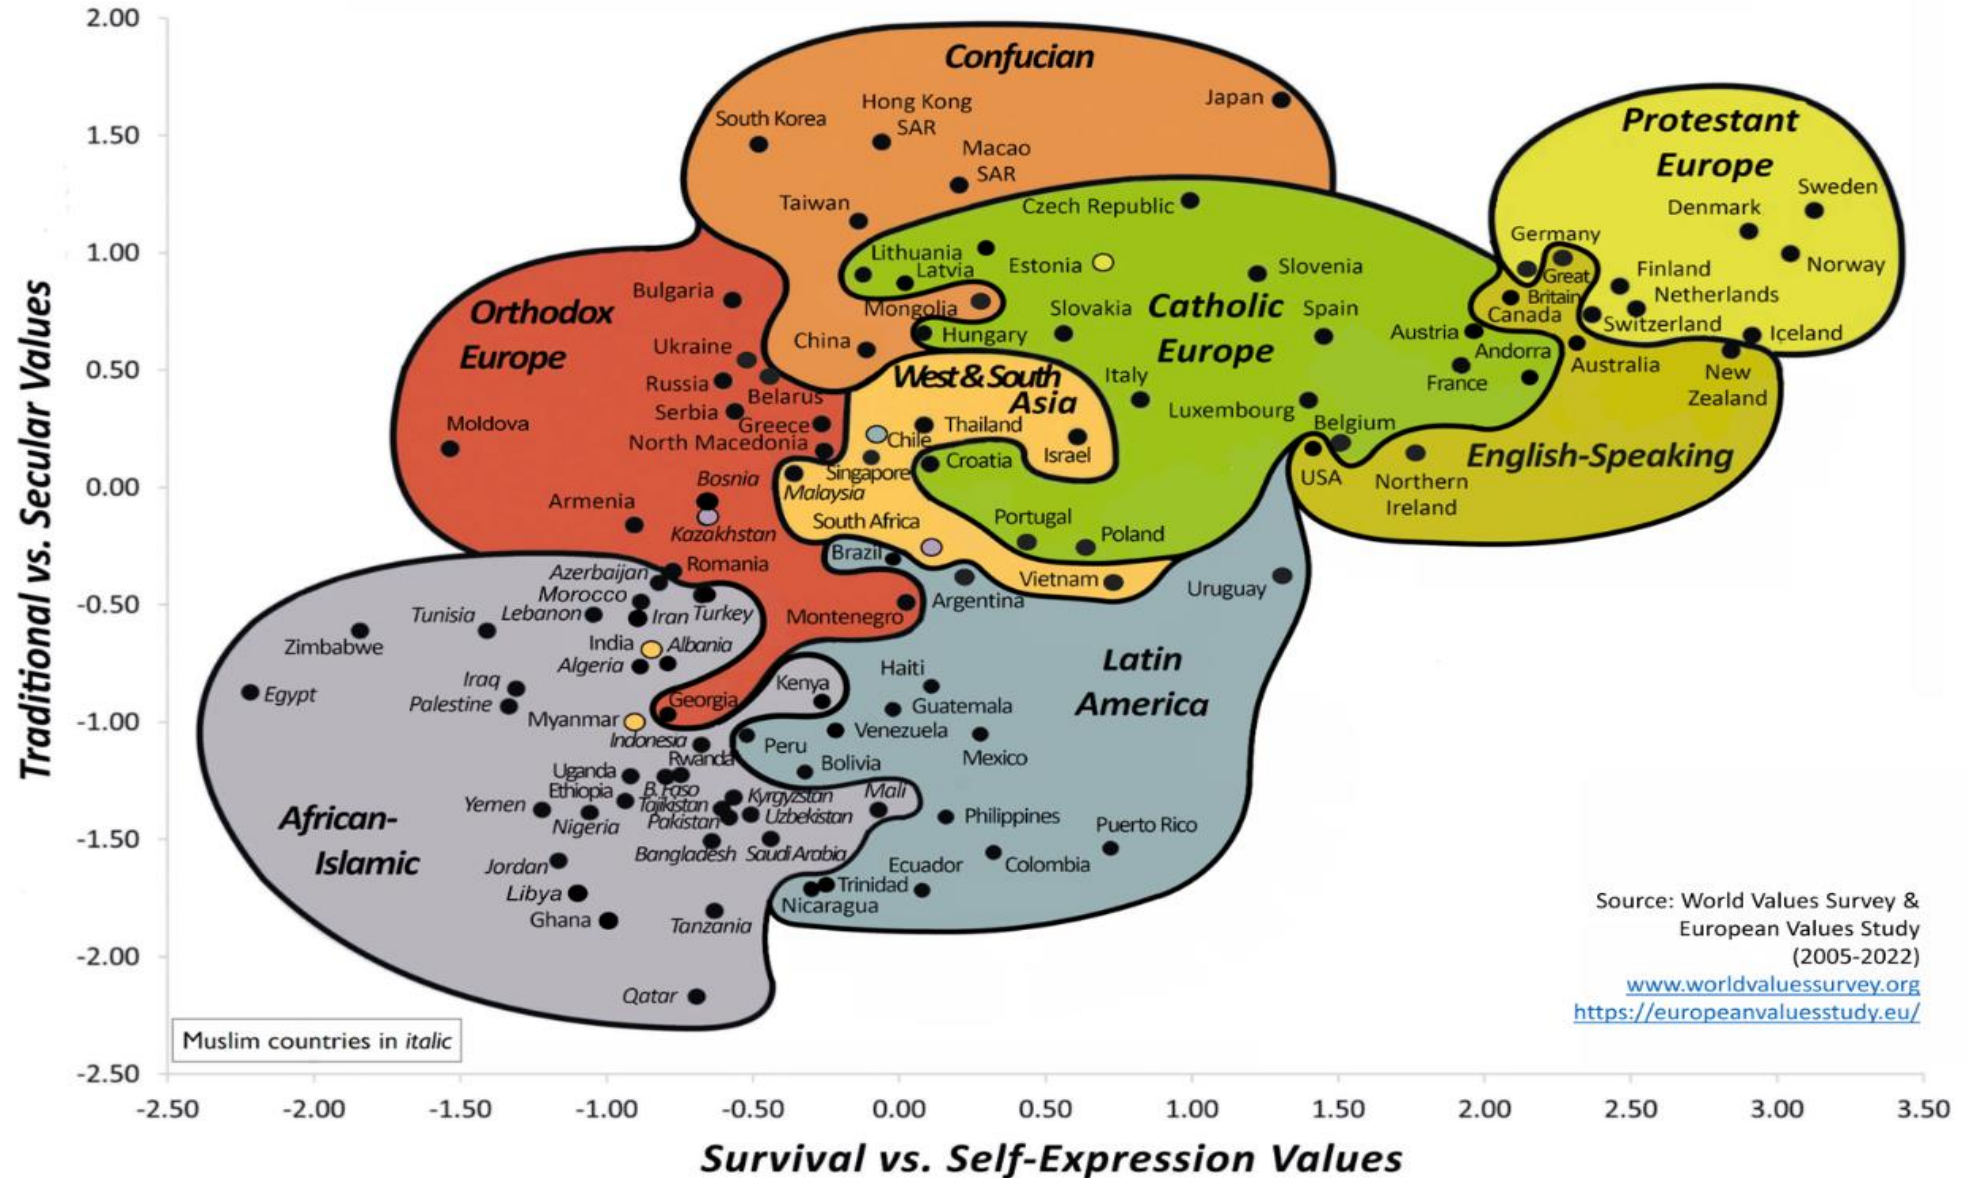 2.00
1.50
1.00
0.50
0.00
-0.50
-1.00
-1.50
-2.00
-2.50
Traditional vs. Secular Values
Confucian
Japan
Hong Kong
SAR
South Korea
Macao
SAR
Taiwan
Protestant
Europe
Sweden
Denmark
Germany
Norway
Finland
Netherlands
Switzerland
Iceland
Czech Republic
Lithuania
Latvia
Estonia
Slovenia
Mongolia
Slovakia
Catholic
Europe
Spain
Hungary
Austria
Andorra
France
Italy
Luxembourg
Belgium
Croatia
Portugal
Poland
China
Great
Britain
Canada
Australia
New
Zealand
English-Speaking
USA
Northern
Ireland
Orthodox
Europe
Bulgaria
Ukraine
Russia
Belarus
Serbia
Greece
North Macedonia
Moldova
Bosnia
Armenia
Kazakhstan
Romania
Montenegro
Georgia
West & South
Asia
Thailand
Chile
Israel
Singapore
Malaysia
South Africa
Vietnam
Brazil
Argentina
Uruguay
Latin
America
Haiti
Guatemala
Venezuela
Mexico
Peru
Bolivia
Philippines
Puerto Rico
Ecuador
Colombia
Trinidad
Nicaragua
Azerbaijan
Morocco
Tunisia
Lebanon
Iran
Turkey
Zimbabwe
India
Albania
Algeria
Iraq
Egypt
Palestine
Kenya
Myanmar
Indonesia
Rwanda
Uganda
Ethiopia
B. Faso
Yemen
Tajikistan
Kyrgyzstan
Mali
Nigeria
Pakistan
Uzbekistan
African-
Islamic
Bangladesh
Saudi Arabia
Jordan
Libya
Ghana
Tanzania
Qatar
Muslim countries in italic
Source: World Values Survey &
European Values Study
(2005-2022)
www.worldvaluessurvey.org
https://europeanvaluesstudy.eu/
-2.50 -2.00 -1.50 -1.00 -0.50 0.00 0.50 1.00 1.50 2.00 2.50 3.00 3.50
Survival vs. Self-Expression Values